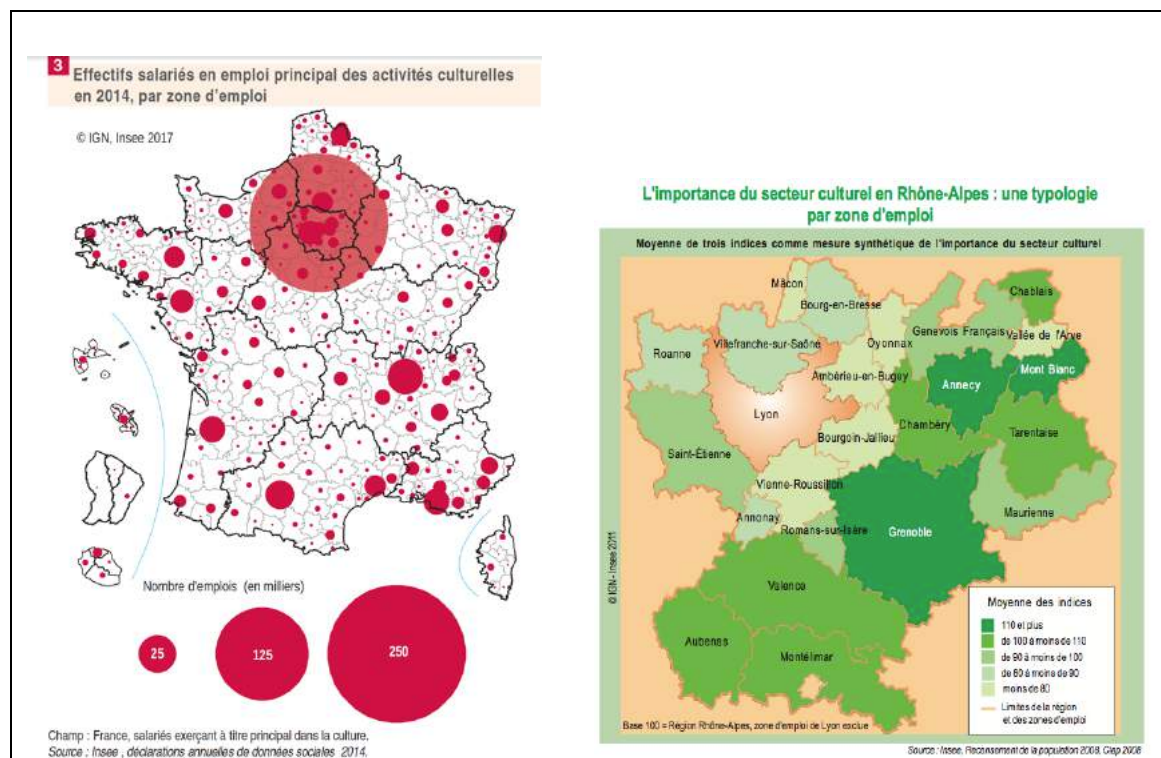 3
Effectifs salariés en emploi principal des activités culturelles
en 2014, par zone d'emploi
© IGN, Insee 2017
Nombre d'emplois (en milliers)
25
125
250
Champ : France, salariés exerçant à titre principal dans la culture.
Source : Insee, déclarations annuelles de données sociales 2014.
L'importance du secteur culturel en Rhône-Alpes : une typologie
par zone d'emploi
Moyenne de trois indices comme mesure synthétique de l'importance du secteur culturel
Mâcon
Bourg-en-Bresse
Chablais
Genevois Français
Villefranche-sur-Saône
Oyonnax
Vallée de l'Arve
Roanne
Ambérieu-en-Bugey
Annecy
Mont Blanc
Lyon
Chambéry
Tarentaise
Bourgoin-Jallieu
Saint-Étienne
Vienne-Roussillon
Maurienne
Annonay
Romans-sur-Isère
Grenoble
Valence
Aubenas
Montélimar
© IGN - Insee 2011
Moyenne des indices
110 et plus
de 100 à moins de 110
de 90 à moins de 100
de 80 à moins de 90
moins de 80
Limites de la région
et des zones d'emploi
Base 100 = Région Rhône-Alpes, zone d'emploi de Lyon exclue
Source : Insee, Recensement de la population 2008, Clap 2008